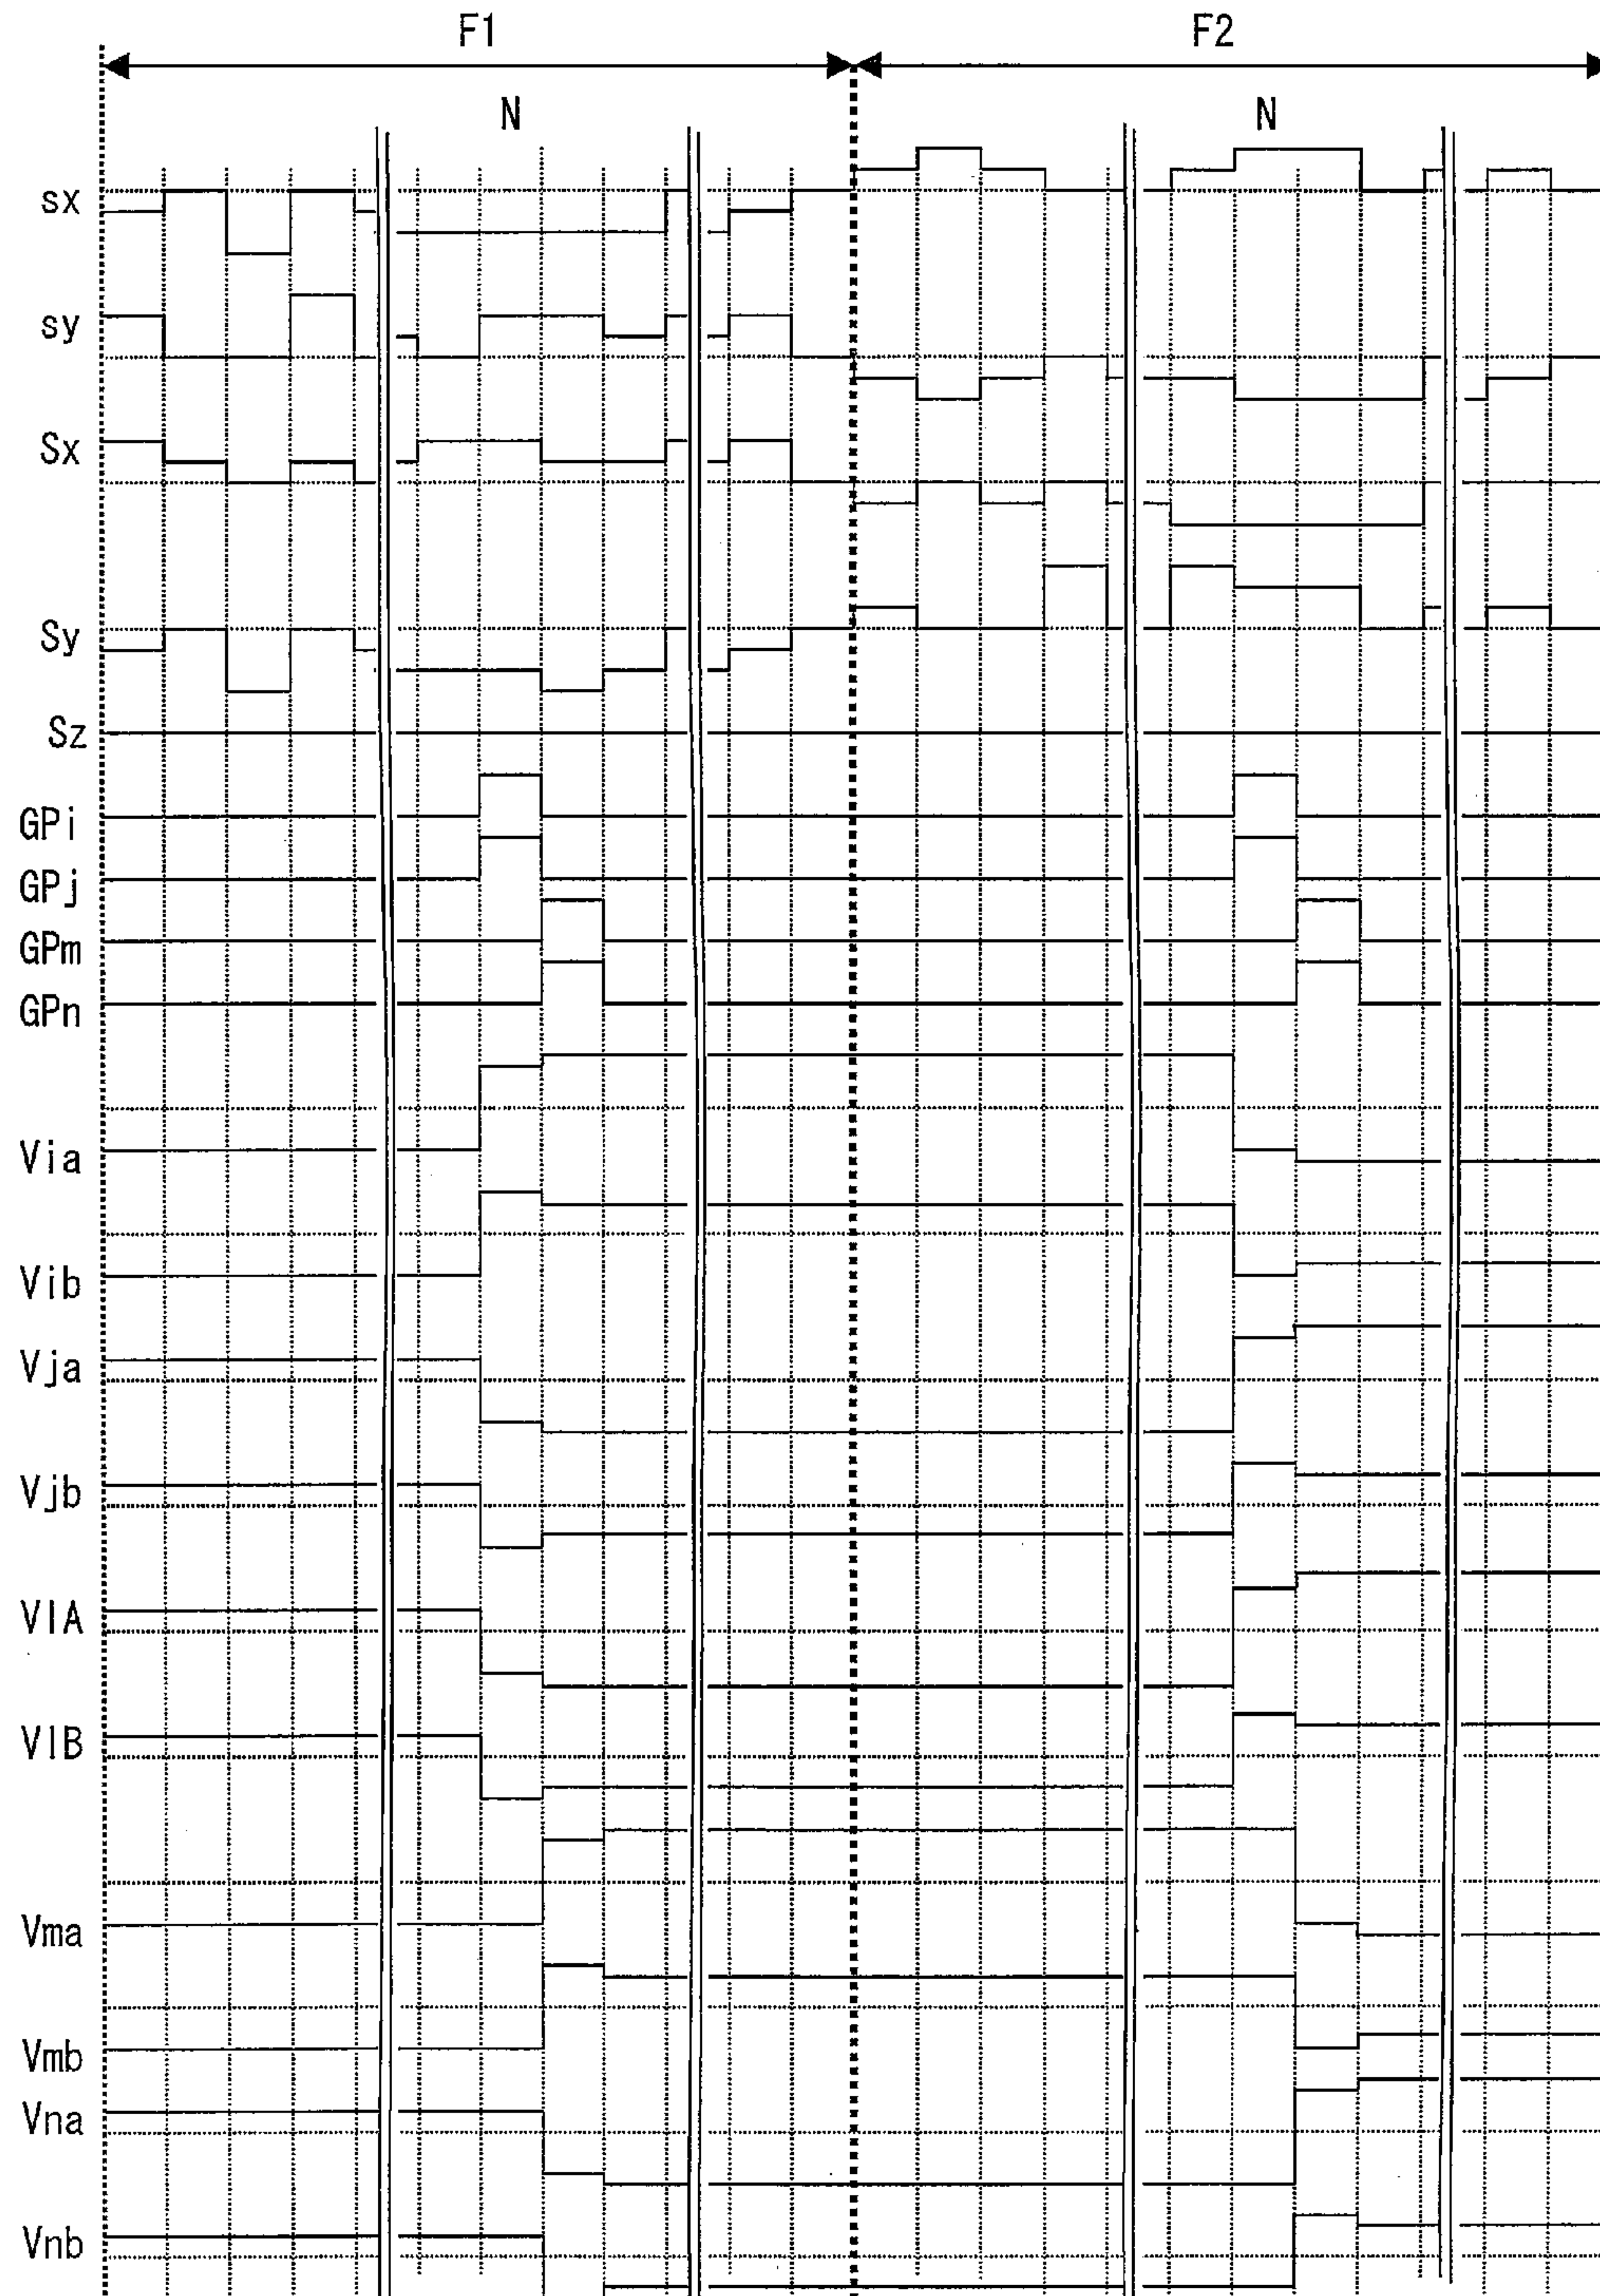 F1 F2
N N
sx
sy
Sx
Sy
Sz
GPi
GPj
GPm
GPn
Via
Vib
Vja
Vjb
VIA
VIB
Vma
Vmb
Vna
Vnb